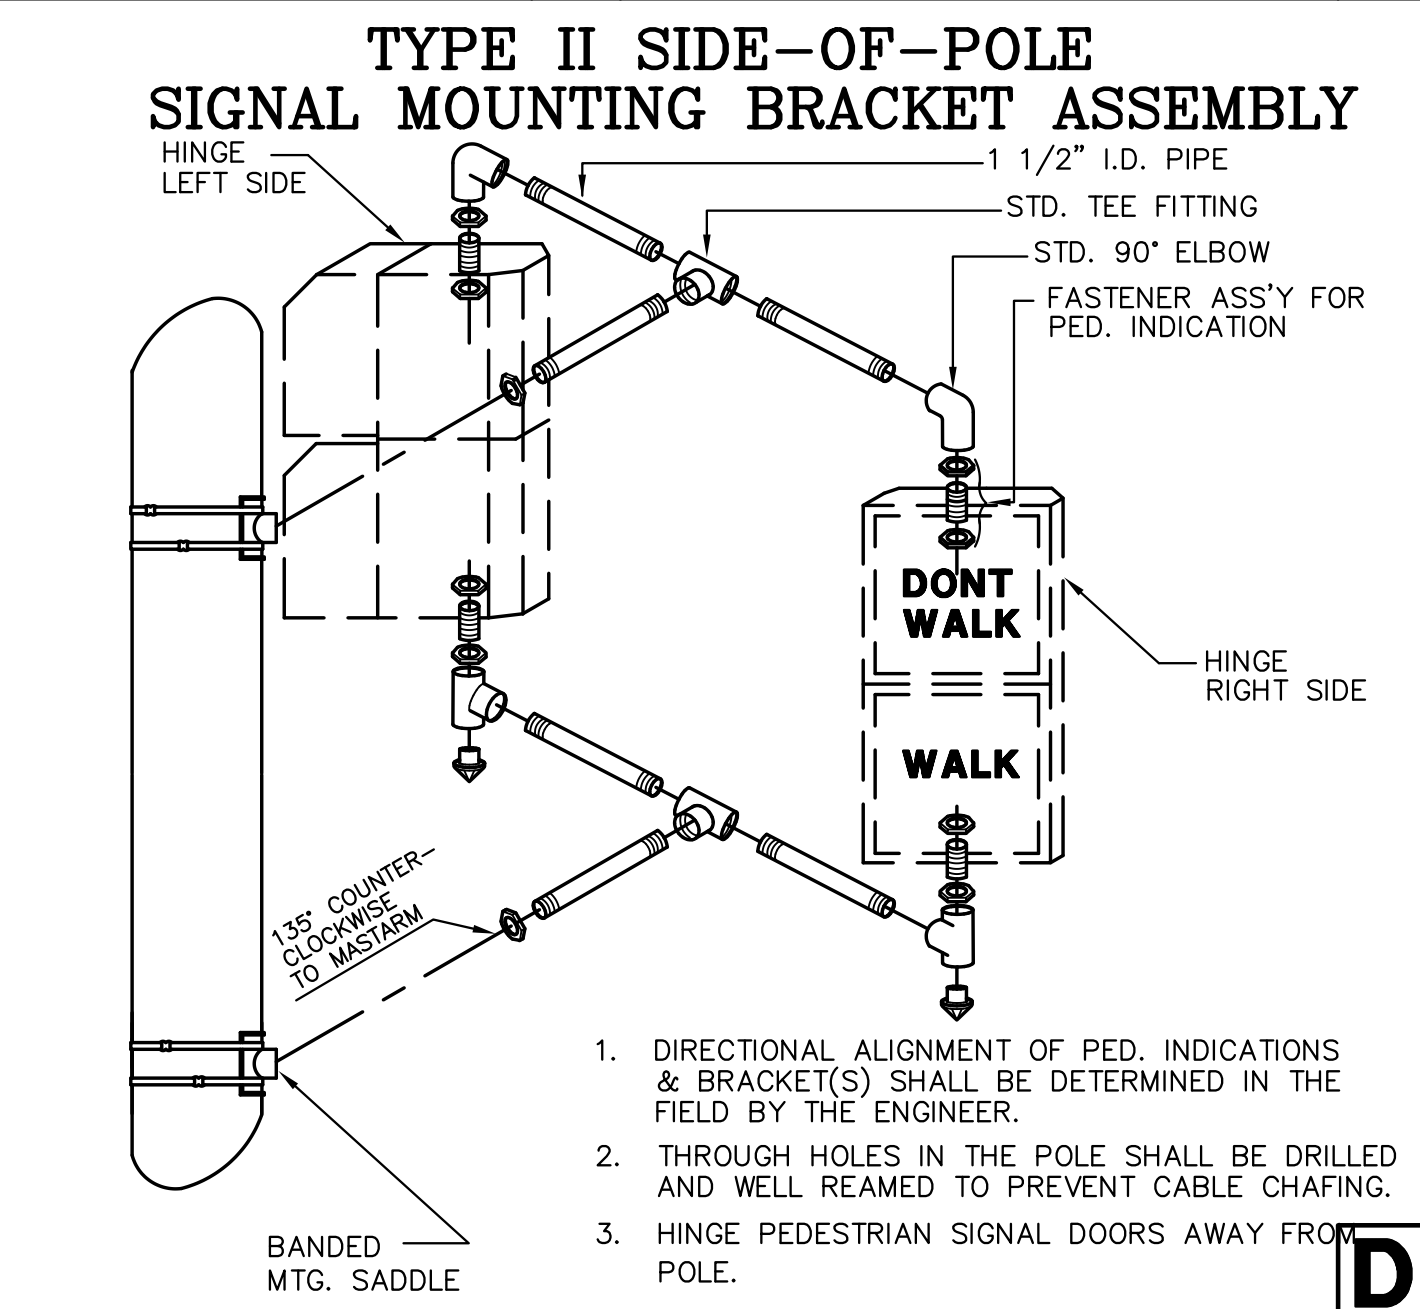 TYPE II SIDE-OF-POLE
SIGNAL MOUNTING BRACKET ASSEMBLY
HINGE
LEFT SIDE
1 1/2" I.D. PIPE
STD. TEE FITTING
STD. 90° ELBOW
FASTENER ASS'Y FOR
PED. INDICATION
DONT
WALK
HINGE
RIGHT SIDE
WALK
135° COUNTER-
CLOCKWISE
TO MASTARM
BANDED
MTG. SADDLE
1. DIRECTIONAL ALIGNMENT OF PED. INDICATIONS
& BRACKET(S) SHALL BE DETERMINED IN THE
FIELD BY THE ENGINEER.
2. THROUGH HOLES IN THE POLE SHALL BE DRILLED
AND WELL REAMED TO PREVENT CABLE CHAFING.
3. HINGE PEDESTRIAN SIGNAL DOORS AWAY FROM
POLE.
D